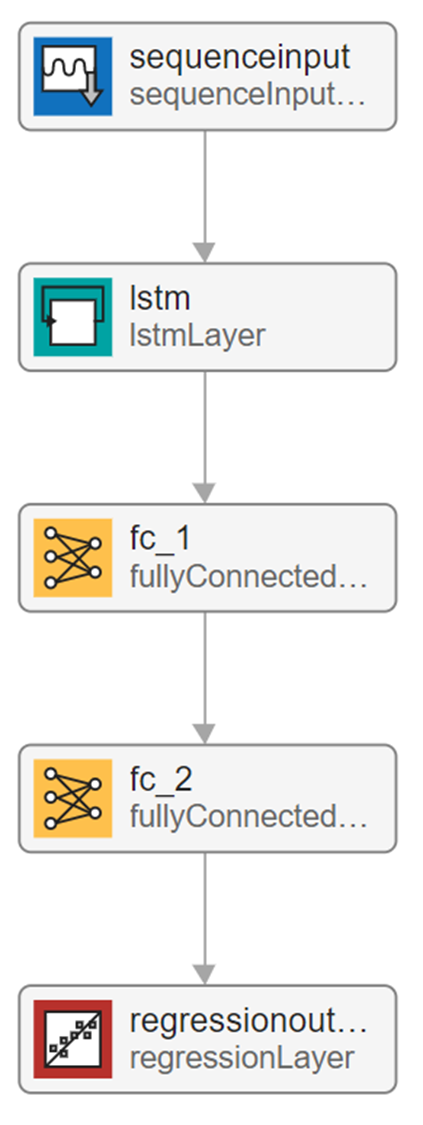 sequenceinput
sequenceInput…
lstm
lstmLayer
fc_1
fullyConnected…
fc_2
fullyConnected…
regressionout…
regressionLayer